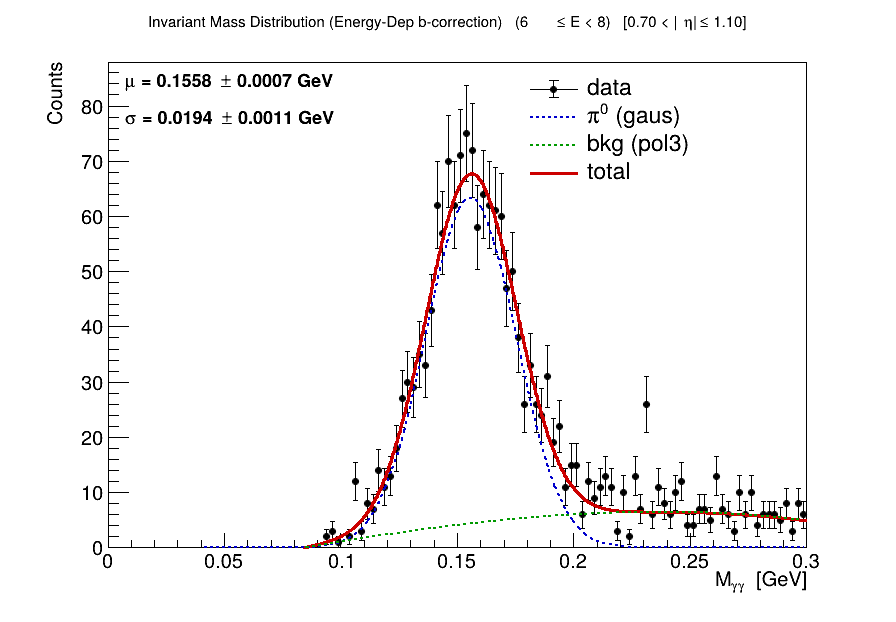 Invariant Mass Distribution (Energy-Dep b-correction) (6 ≤ E < 8) [0.70 < | η| ≤ 1.10]
Counts
μ = 0.1558 ± 0.0007 GeV
σ = 0.0194 ± 0.0011 GeV
data
π⁰ (gaus)
bkg (pol3)
total
80
70
60
50
40
30
20
10
0
0 0.05 0.1 0.15 0.2 0.25 0.3
Mγγ [GeV]